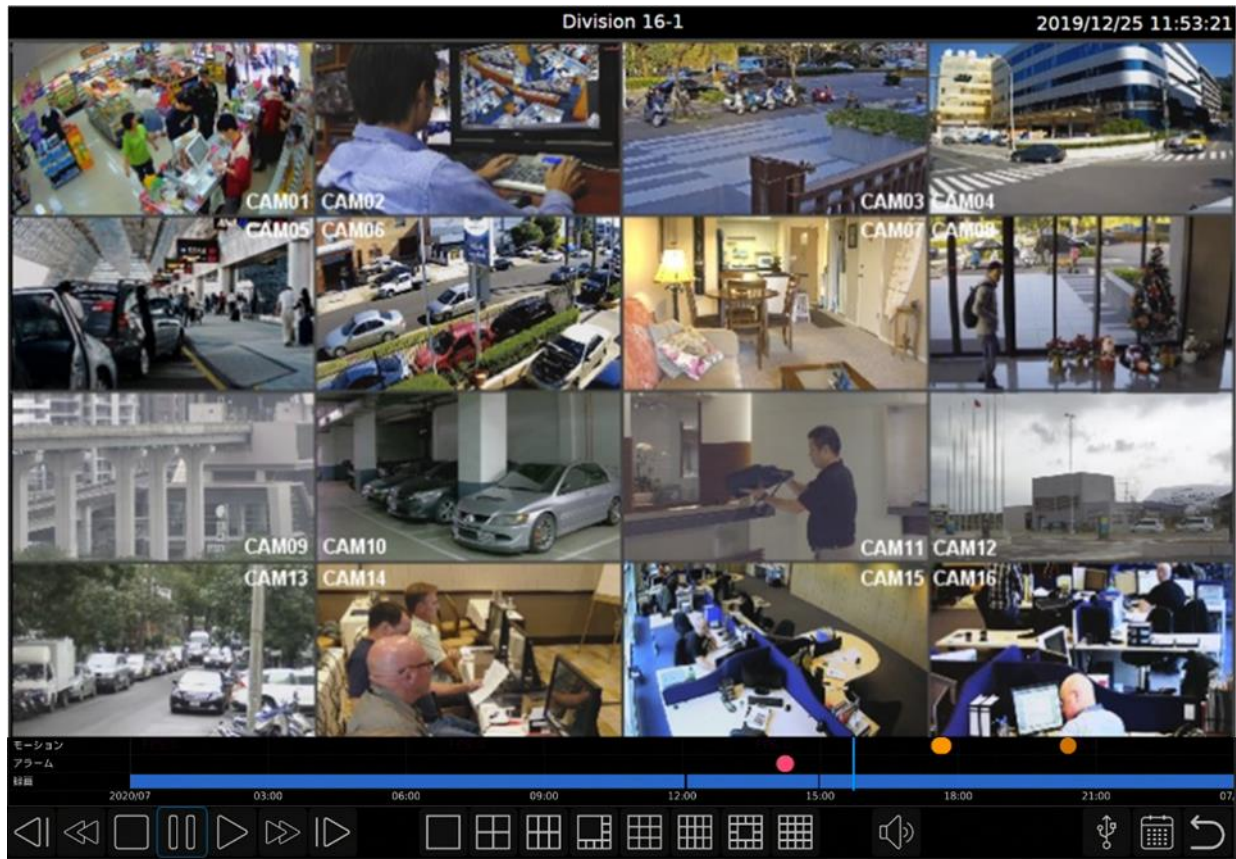 Division 16-1
2019/12/25 11:53:21
CAM01 CAM02 CAM03 CAM04
CAM05 CAM06 CAM07 CAM08
CAM09 CAM10 CAM11 CAM12
CAM13 CAM14 CAM15 CAM16
モーション
アラーム
録画
2020/07 03:00 06:00 09:00 12:00 15:00 18:00 21:00 07.